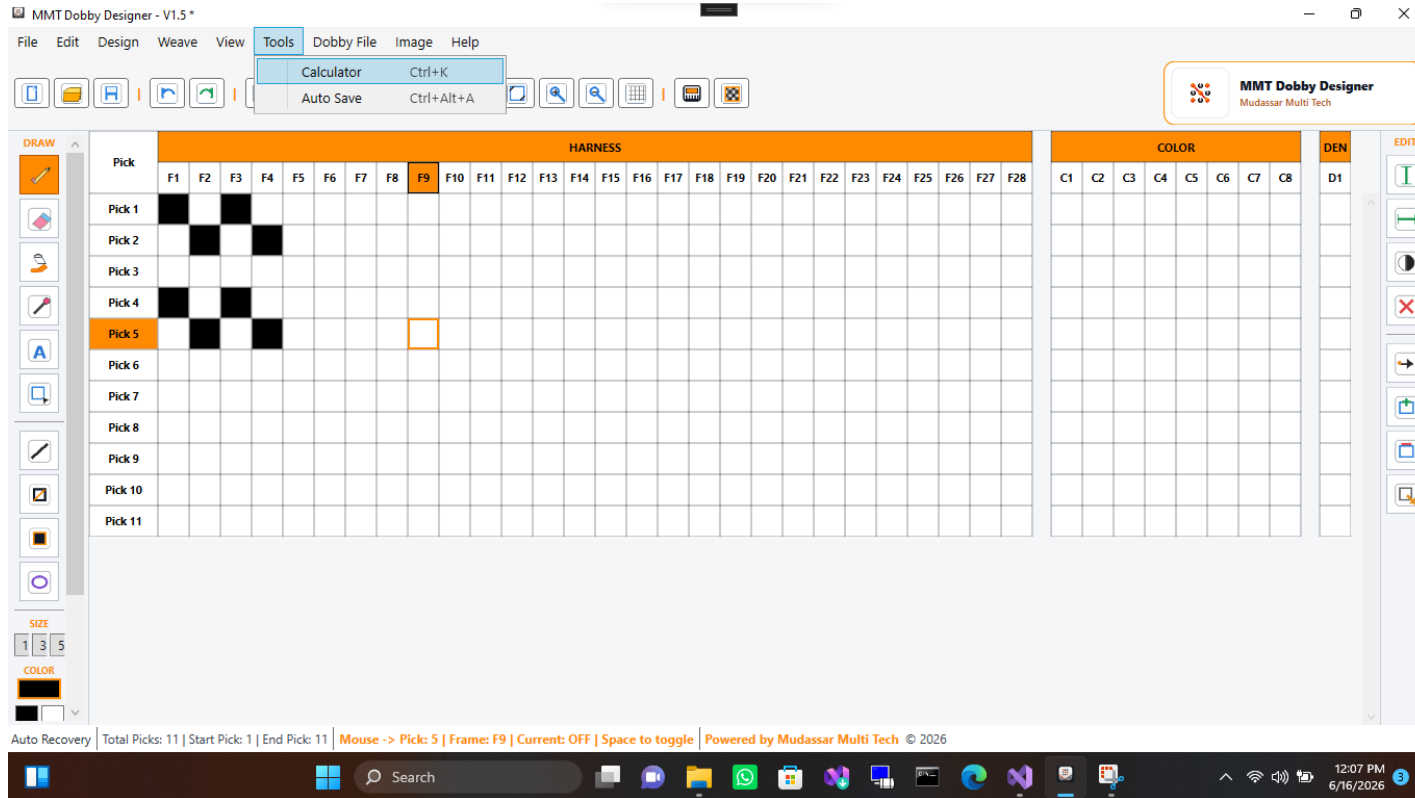 MMT Dobby Designer - V1.5 *
File Edit Design Weave View Tools Dobby File Image Help
Calculator Ctrl+K
Auto Save Ctrl+Alt+A
MMT Dobby Designer
Mudassar Multi Tech
DRAW
Pick
HARNESS
COLOR
DEN
EDIT
F1 F2 F3 F4 F5 F6 F7 F8 F9 F10 F11 F12 F13 F14 F15 F16 F17 F18 F19 F20 F21 F22 F23 F24 F25 F26 F27 F28 C1 C2 C3 C4 C5 C6 C7 C8 D1
Pick 1
Pick 2
Pick 3
Pick 4
Pick 5
Pick 6
Pick 7
Pick 8
Pick 9
Pick 10
Pick 11
A
SIZE
1 3 5
COLOR
Auto Recovery Total Picks: 11 | Start Pick: 1 | End Pick: 11 Mouse -> Pick: 5 | Frame: F9 | Current: OFF | Space to toggle Powered by Mudassar Multi Tech © 2026
Search
12:07 PM
6/16/2026
3